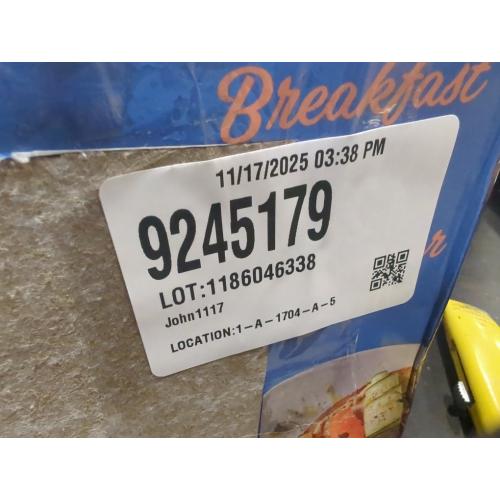 Breakfast
11/17/2025 03:38 PM
9245179
LOT:1186046338
John1117
LOCATION:1-A-1704-A-5